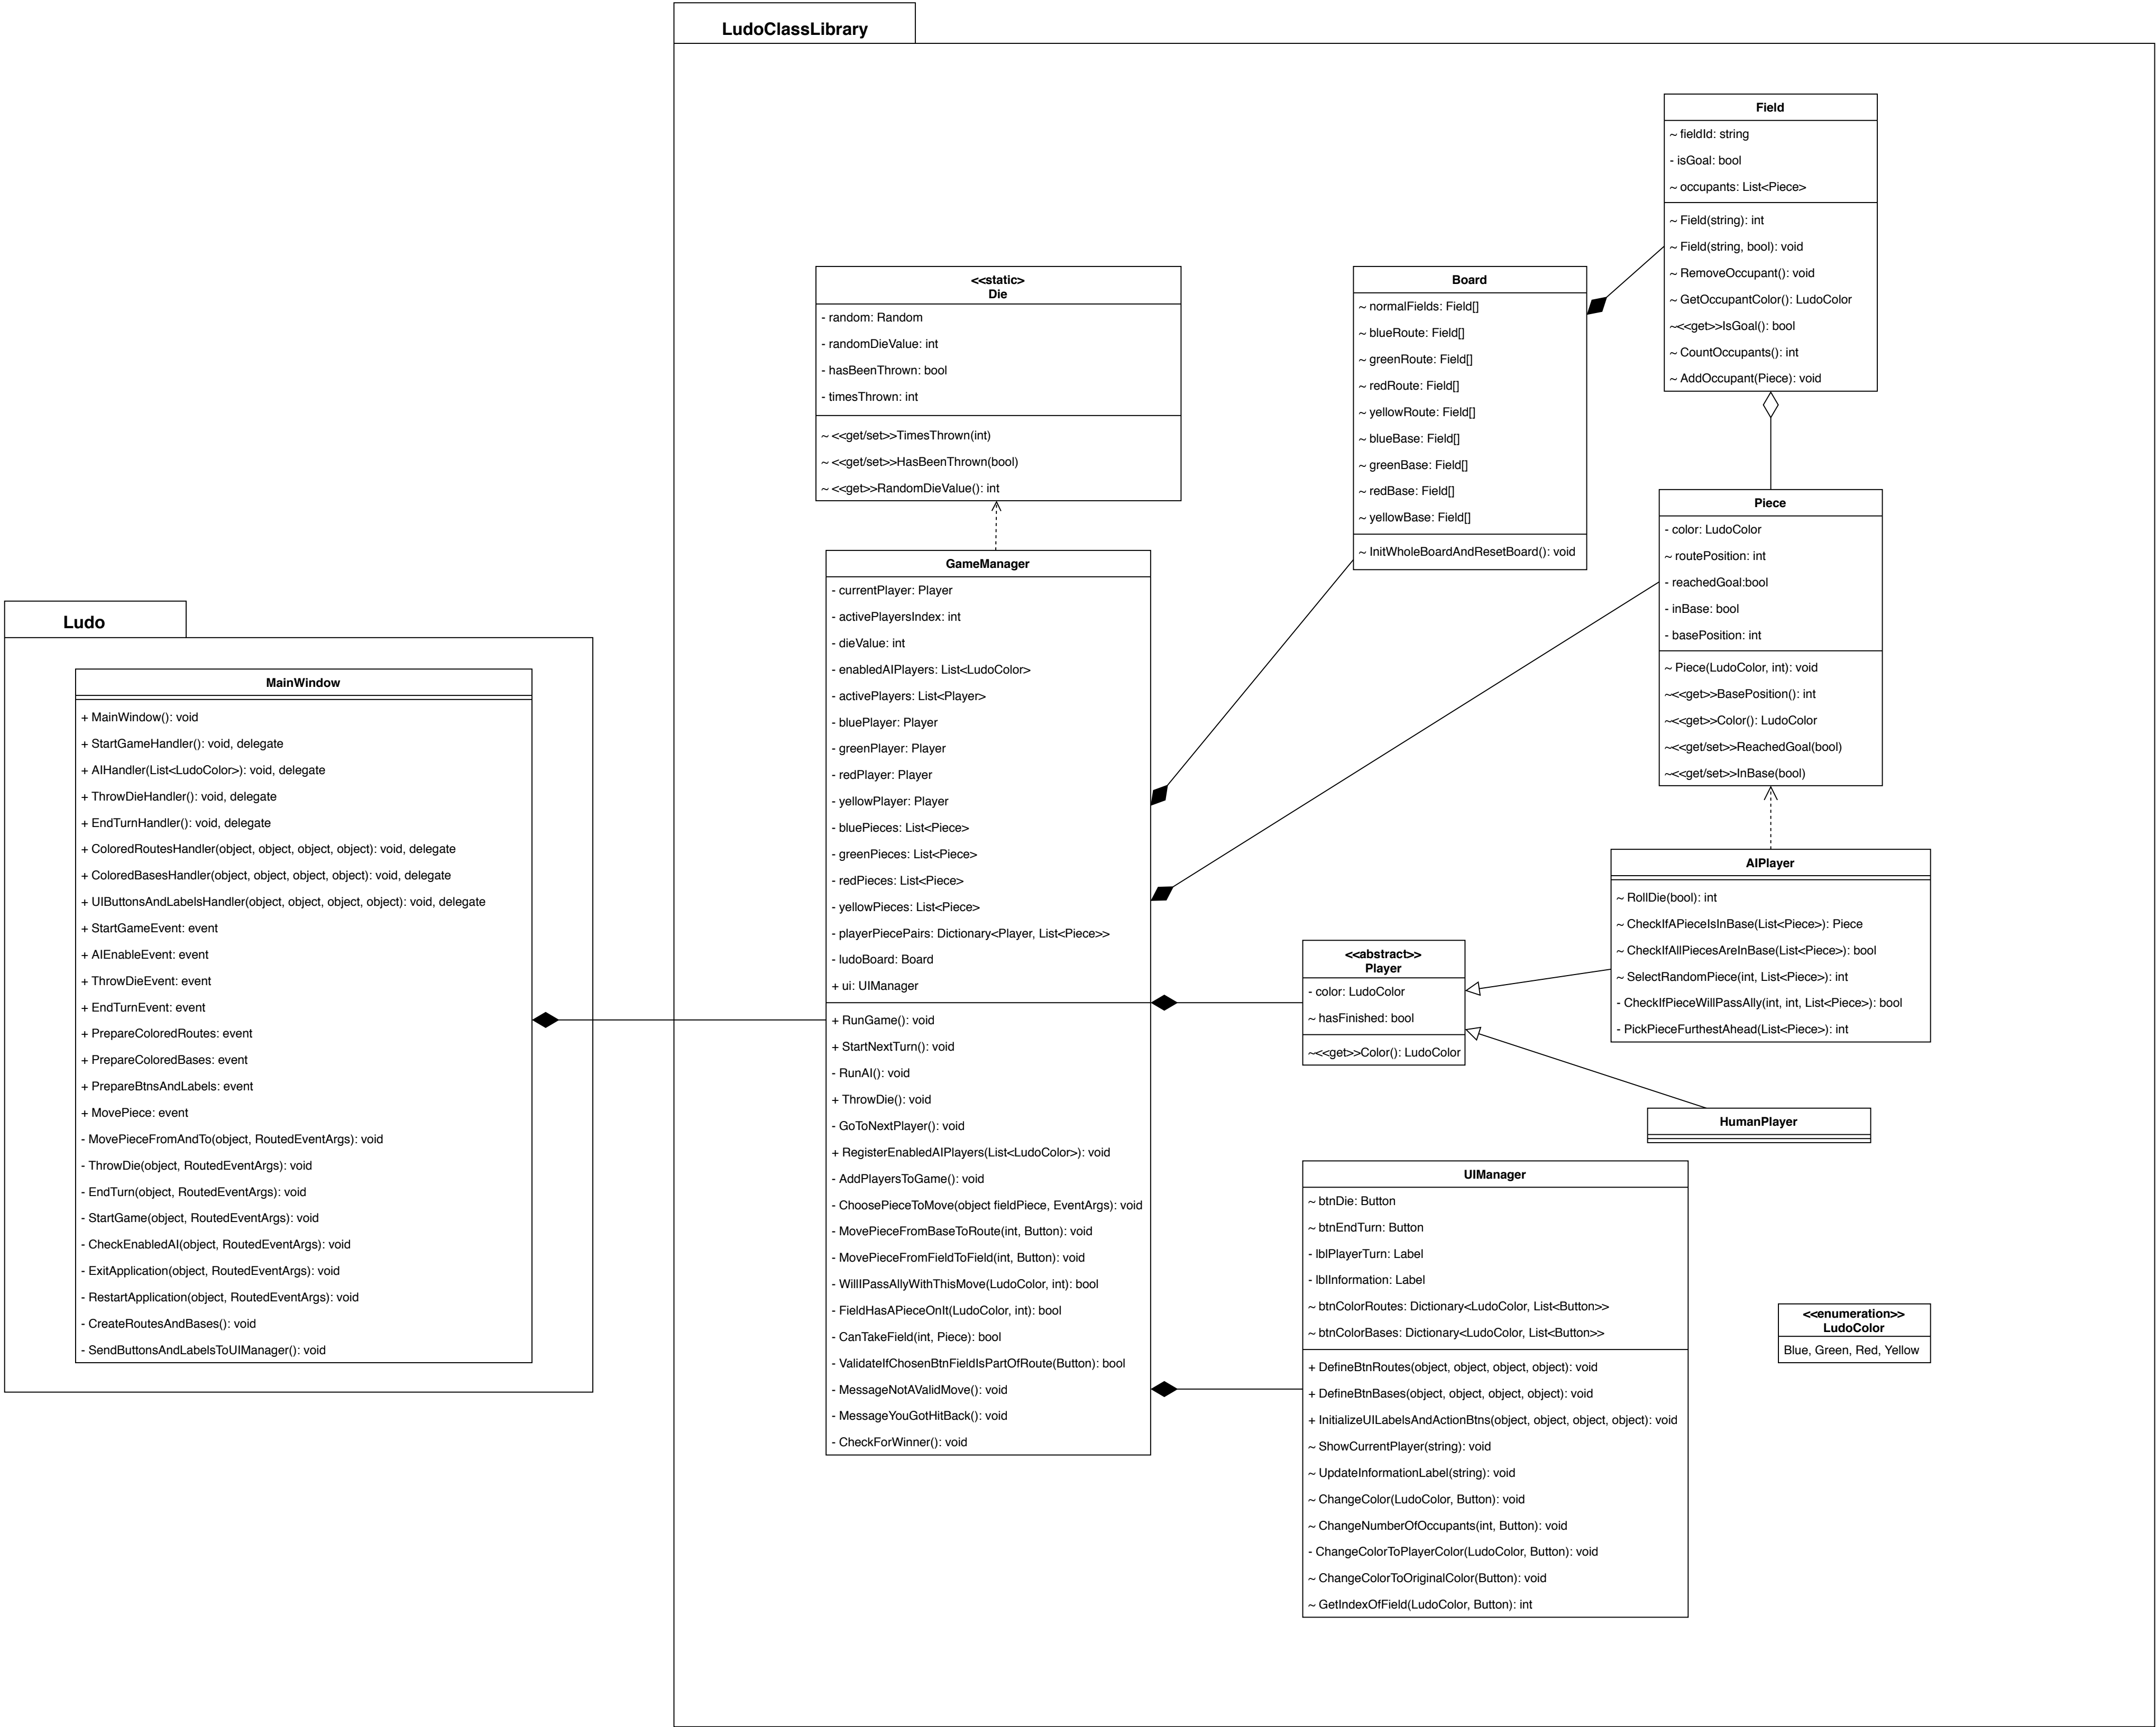 LudoClassLibrary
Field
~ fieldId: string
- isGoal: bool
~ occupants: List<Piece>
~ Field(string): int
~ Field(string, bool): void
~ RemoveOccupant(): void
~ GetOccupantColor(): LudoColor
~<<get>>IsGoal(): bool
~ CountOccupants(): int
~ AddOccupant(Piece): void
<<static>
Die
- random: Random
- randomDieValue: int
- hasBeenThrown: bool
- timesThrown: int
~ <<get/set>>TimesThrown(int)
~ <<get/set>>HasBeenThrown(bool)
~ <<get>>RandomDieValue(): int
Board
~ normalFields: Field[]
~ blueRoute: Field[]
~ greenRoute: Field[]
~ redRoute: Field[]
~ yellowRoute: Field[]
~ blueBase: Field[]
~ greenBase: Field[]
~ redBase: Field[]
~ yellowBase: Field[]
~ InitWholeBoardAndResetBoard(): void
Piece
- color: LudoColor
~ routePosition: int
- reachedGoal:bool
- inBase: bool
- basePosition: int
~ Piece(LudoColor, int): void
~<<get>>BasePosition(): int
~<<get>>Color(): LudoColor
~<<get/set>>ReachedGoal(bool)
~<<get/set>>InBase(bool)
GameManager
- currentPlayer: Player
- activePlayersIndex: int
- dieValue: int
- enabledAIPlayers: List<LudoColor>
- activePlayers: List<Player>
- bluePlayer: Player
- greenPlayer: Player
- redPlayer: Player
- yellowPlayer: Player
- bluePieces: List<Piece>
- greenPieces: List<Piece>
- redPieces: List<Piece>
- yellowPieces: List<Piece>
- playerPiecePairs: Dictionary<Player, List<Piece>>
- ludoBoard: Board
+ ui: UIManager
+ RunGame(): void
+ StartNextTurn(): void
- RunAI(): void
+ ThrowDie(): void
- GoToNextPlayer(): void
+ RegisterEnabledAIPlayers(List<LudoColor>): void
- AddPlayersToGame(): void
- ChoosePieceToMove(object fieldPiece, EventArgs): void
- MovePieceFromBaseToRoute(int, Button): void
- MovePieceFromFieldToField(int, Button): void
- WillIPassAllyWithThisMove(LudoColor, int): bool
- FieldHasAPieceOnIt(LudoColor, int): bool
- CanTakeField(int, Piece): bool
- ValidateIfChosenBtnFieldIsPartOfRoute(Button): bool
- MessageNotAValidMove(): void
- MessageYouGotHitBack(): void
- CheckForWinner(): void
Ludo
MainWindow
+ MainWindow(): void
+ StartGameHandler(): void, delegate
+ AIHandler(List<LudoColor>): void, delegate
+ ThrowDieHandler(): void, delegate
+ EndTurnHandler(): void, delegate
+ ColoredRoutesHandler(object, object, object, object): void, delegate
+ ColoredBasesHandler(object, object, object, object): void, delegate
+ UIButtonsAndLabelsHandler(object, object, object, object): void, delegate
+ StartGameEvent: event
+ AIEnableEvent: event
+ ThrowDieEvent: event
+ EndTurnEvent: event
+ PrepareColoredRoutes: event
+ PrepareColoredBases: event
+ PrepareBtnsAndLabels: event
+ MovePiece: event
- MovePieceFromAndTo(object, RoutedEventArgs): void
- ThrowDie(object, RoutedEventArgs): void
- EndTurn(object, RoutedEventArgs): void
- StartGame(object, RoutedEventArgs): void
- CheckEnabledAI(object, RoutedEventArgs): void
- ExitApplication(object, RoutedEventArgs): void
- RestartApplication(object, RoutedEventArgs): void
- CreateRoutesAndBases(): void
- SendButtonsAndLabelsToUIManager(): void
AIPlayer
~ RollDie(bool): int
~ CheckIfAPieceIsInBase(List<Piece>): Piece
~ CheckIfAllPiecesAreInBase(List<Piece>): bool
~ SelectRandomPiece(int, List<Piece>): int
- CheckIfPieceWillPassAlly(int, int, List<Piece>): bool
- PickPieceFurthestAhead(List<Piece>): int
<<abstract>>
Player
- color: LudoColor
~ hasFinished: bool
~<<get>>Color(): LudoColor
HumanPlayer
UIManager
~ btnDie: Button
~ btnEndTurn: Button
- lblPlayerTurn: Label
- lblInformation: Label
~ btnColorRoutes: Dictionary<LudoColor, List<Button>>
~ btnColorBases: Dictionary<LudoColor, List<Button>>
+ DefineBtnRoutes(object, object, object, object): void
+ DefineBtnBases(object, object, object, object): void
+ InitializeUILabelsAndActionBtns(object, object, object, object): void
~ ShowCurrentPlayer(string): void
~ UpdateInformationLabel(string): void
~ ChangeColor(LudoColor, Button): void
~ ChangeNumberOfOccupants(int, Button): void
- ChangeColorToPlayerColor(LudoColor, Button): void
~ ChangeColorToOriginalColor(Button): void
~ GetIndexOfField(LudoColor, Button): int
<<enumeration>>
LudoColor
Blue, Green, Red, Yellow